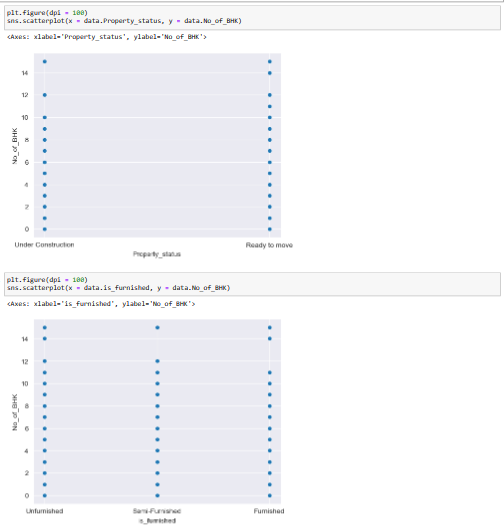 plt.figure(dpi = 100)
sns.scatterplot(x = data.Property_status, y = data.No_of_BHK)
<Axes: xlabel='Property_status', ylabel='No_of_BHK'>
14
12
10
8
6
4
2
0
No_of_BHK
Under Construction
Ready to move
Property_status
plt.figure(dpi = 100)
sns.scatterplot(x = data.is_furnished, y = data.No_of_BHK)
<Axes: xlabel='is_furnished', ylabel='No_of_BHK'>
14
12
10
8
6
4
2
0
No_of_BHK
Unfurnished
Semi-Furnished
Furnished
is_furnished